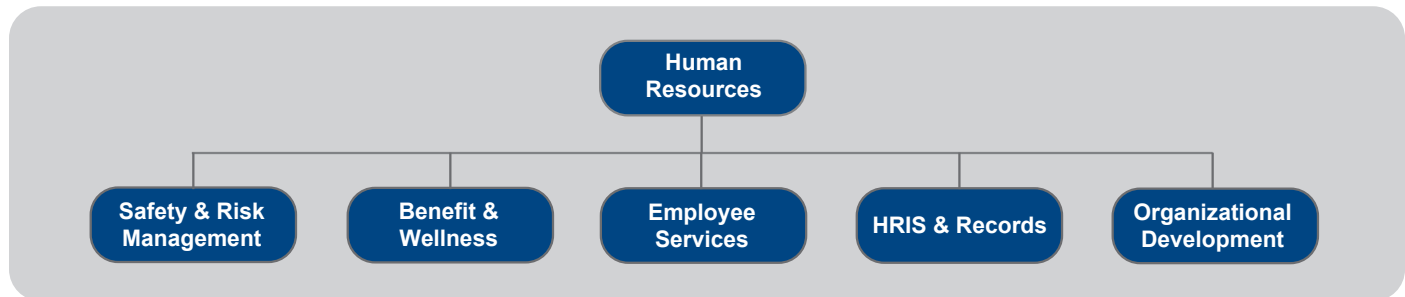 Human
Resources
Safety & Risk
Management
Benefit &
Wellness
Employee
Services
HRIS & Records
Organizational
Development